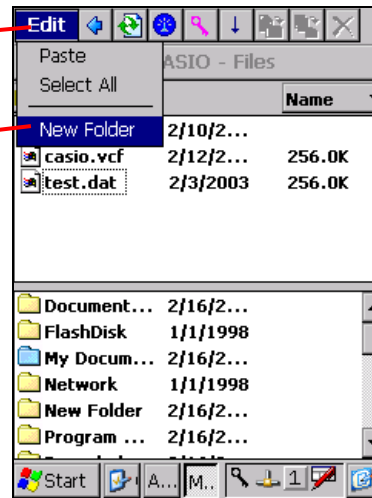 Edit
Paste
ASIO - Files
Select All
Name
New Folder 2/10/2...
casio.vcf 2/12/2... 256.0K
test.dat 2/3/2003 256.0K
Document... 2/16/2...
FlashDisk 1/1/1998
My Docum... 2/16/2...
Network 1/1/1998
New Folder 2/16/2...
Program ... 2/16/2...
Start A... M.. 1